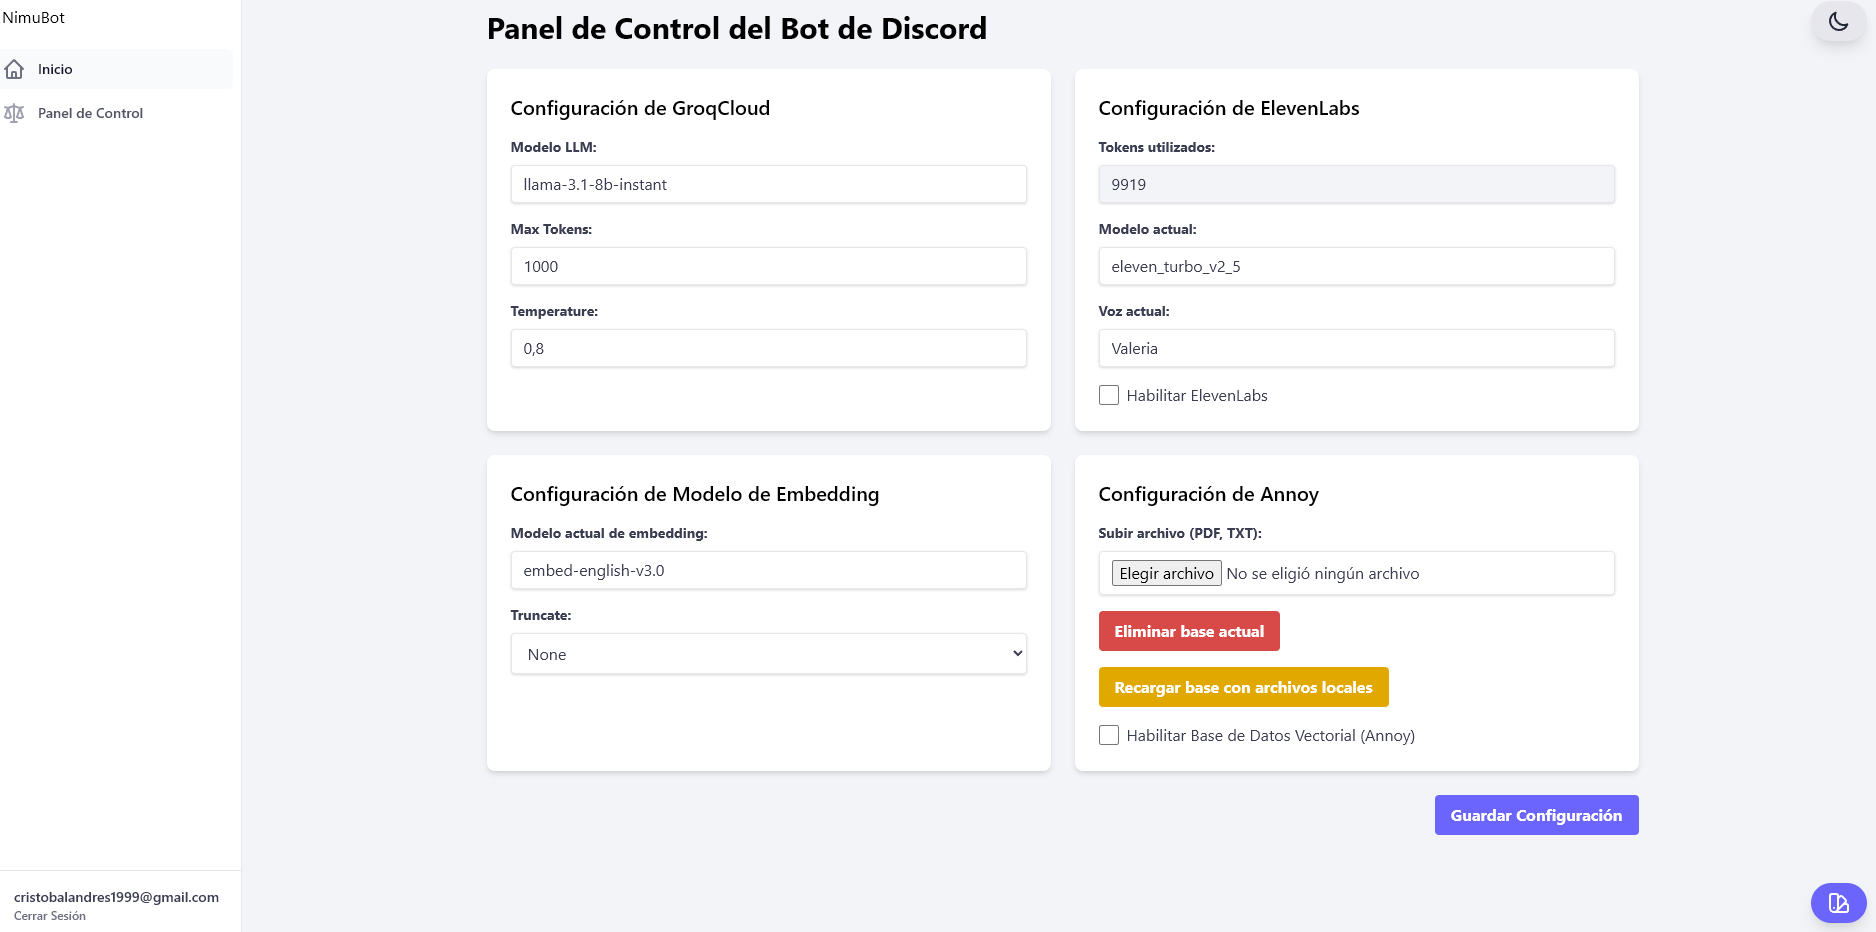 NimuBot
Inicio
Panel de Control
Panel de Control del Bot de Discord
Configuración de GroqCloud
Modelo LLM:
llama-3.1-8b-instant
Max Tokens:
1000
Temperature:
0,8
Configuración de ElevenLabs
Tokens utilizados:
9919
Modelo actual:
eleven_turbo_v2_5
Voz actual:
Valeria
Habilitar ElevenLabs
Configuración de Modelo de Embedding
Modelo actual de embedding:
embed-english-v3.0
Truncate:
None
Configuración de Annoy
Subir archivo (PDF, TXT):
Elegir archivo No se eligió ningún archivo
Eliminar base actual
Recargar base con archivos locales
Habilitar Base de Datos Vectorial (Annoy)
Guardar Configuración
cristobalandres1999@gmail.com
Cerrar Sesión